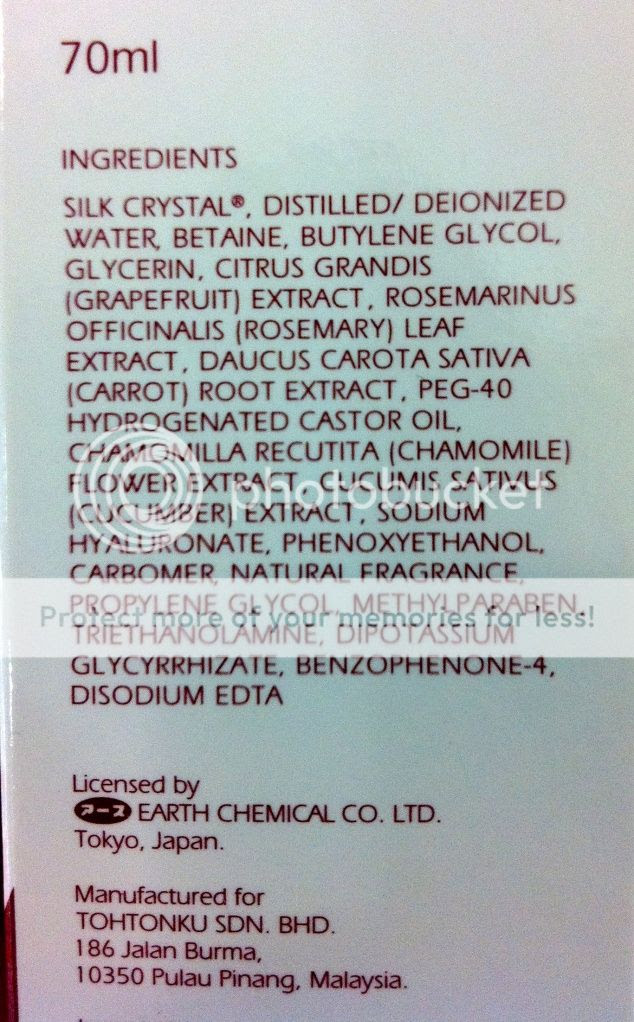 70ml
INGREDIENTS
SILK CRYSTAL®, DISTILLED/ DEIONIZED
WATER, BETAINE, BUTYLENE GLYCOL,
GLYCERIN, CITRUS GRANDIS
(GRAPEFRUIT) EXTRACT, ROSEMARINUS
OFFICINALIS (ROSEMARY) LEAF
EXTRACT, DAUCUS CAROTA SATIVA
(CARROT) ROOT EXTRACT, PEG-40
HYDROGENATED CASTOR OIL,
CHAMOMILLA RECUTITA (CHAMOMILE)
FLOWER EXTRACT, CUCUMIS SATIVUS
photobucket
(CUCUMBER) EXTRACT, SODIUM
HYALURONATE, PHENOXYETHANOL,
CARBOMER, NATURAL FRAGRANCE,
PROPYLENE GLYCOL, METHYLPARABEN,
Protect more of your memories for less!
TRIETHANOLAMINE, DIPOTASSIUM
GLYCYRRHIZATE, BENZOPHENONE-4,
DISODIUM EDTA
Licensed by
アース EARTH CHEMICAL CO. LTD.
Tokyo, Japan.
Manufactured for
TOHTONKU SDN. BHD.
186 Jalan Burma,
10350 Pulau Pinang, Malaysia.